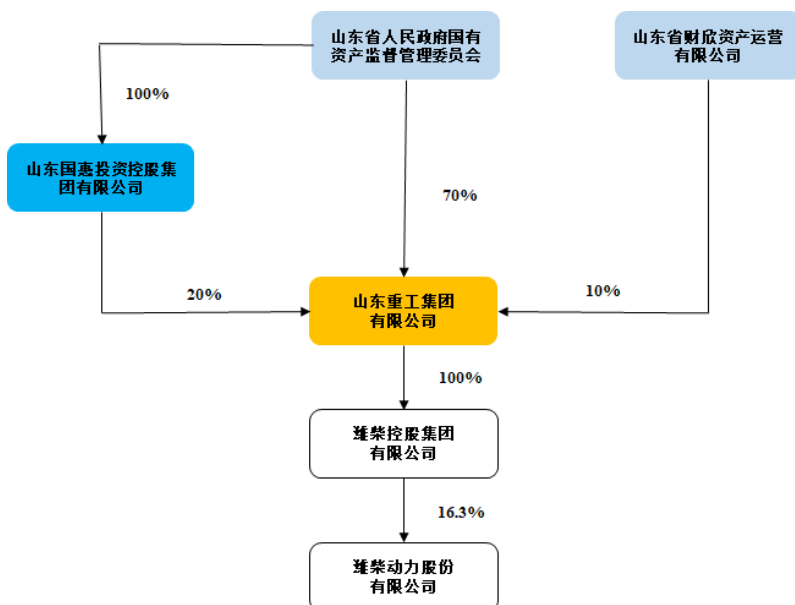 山东省人民政府国有
资产监督管理委员会
山东省财欣资产运营
有限公司
100%
山东国惠投资控股集
团有限公司
70%
20%
山东重工集团
有限公司
10%
100%
潍柴控股集团
有限公司
16.3%
潍柴动力股份
有限公司